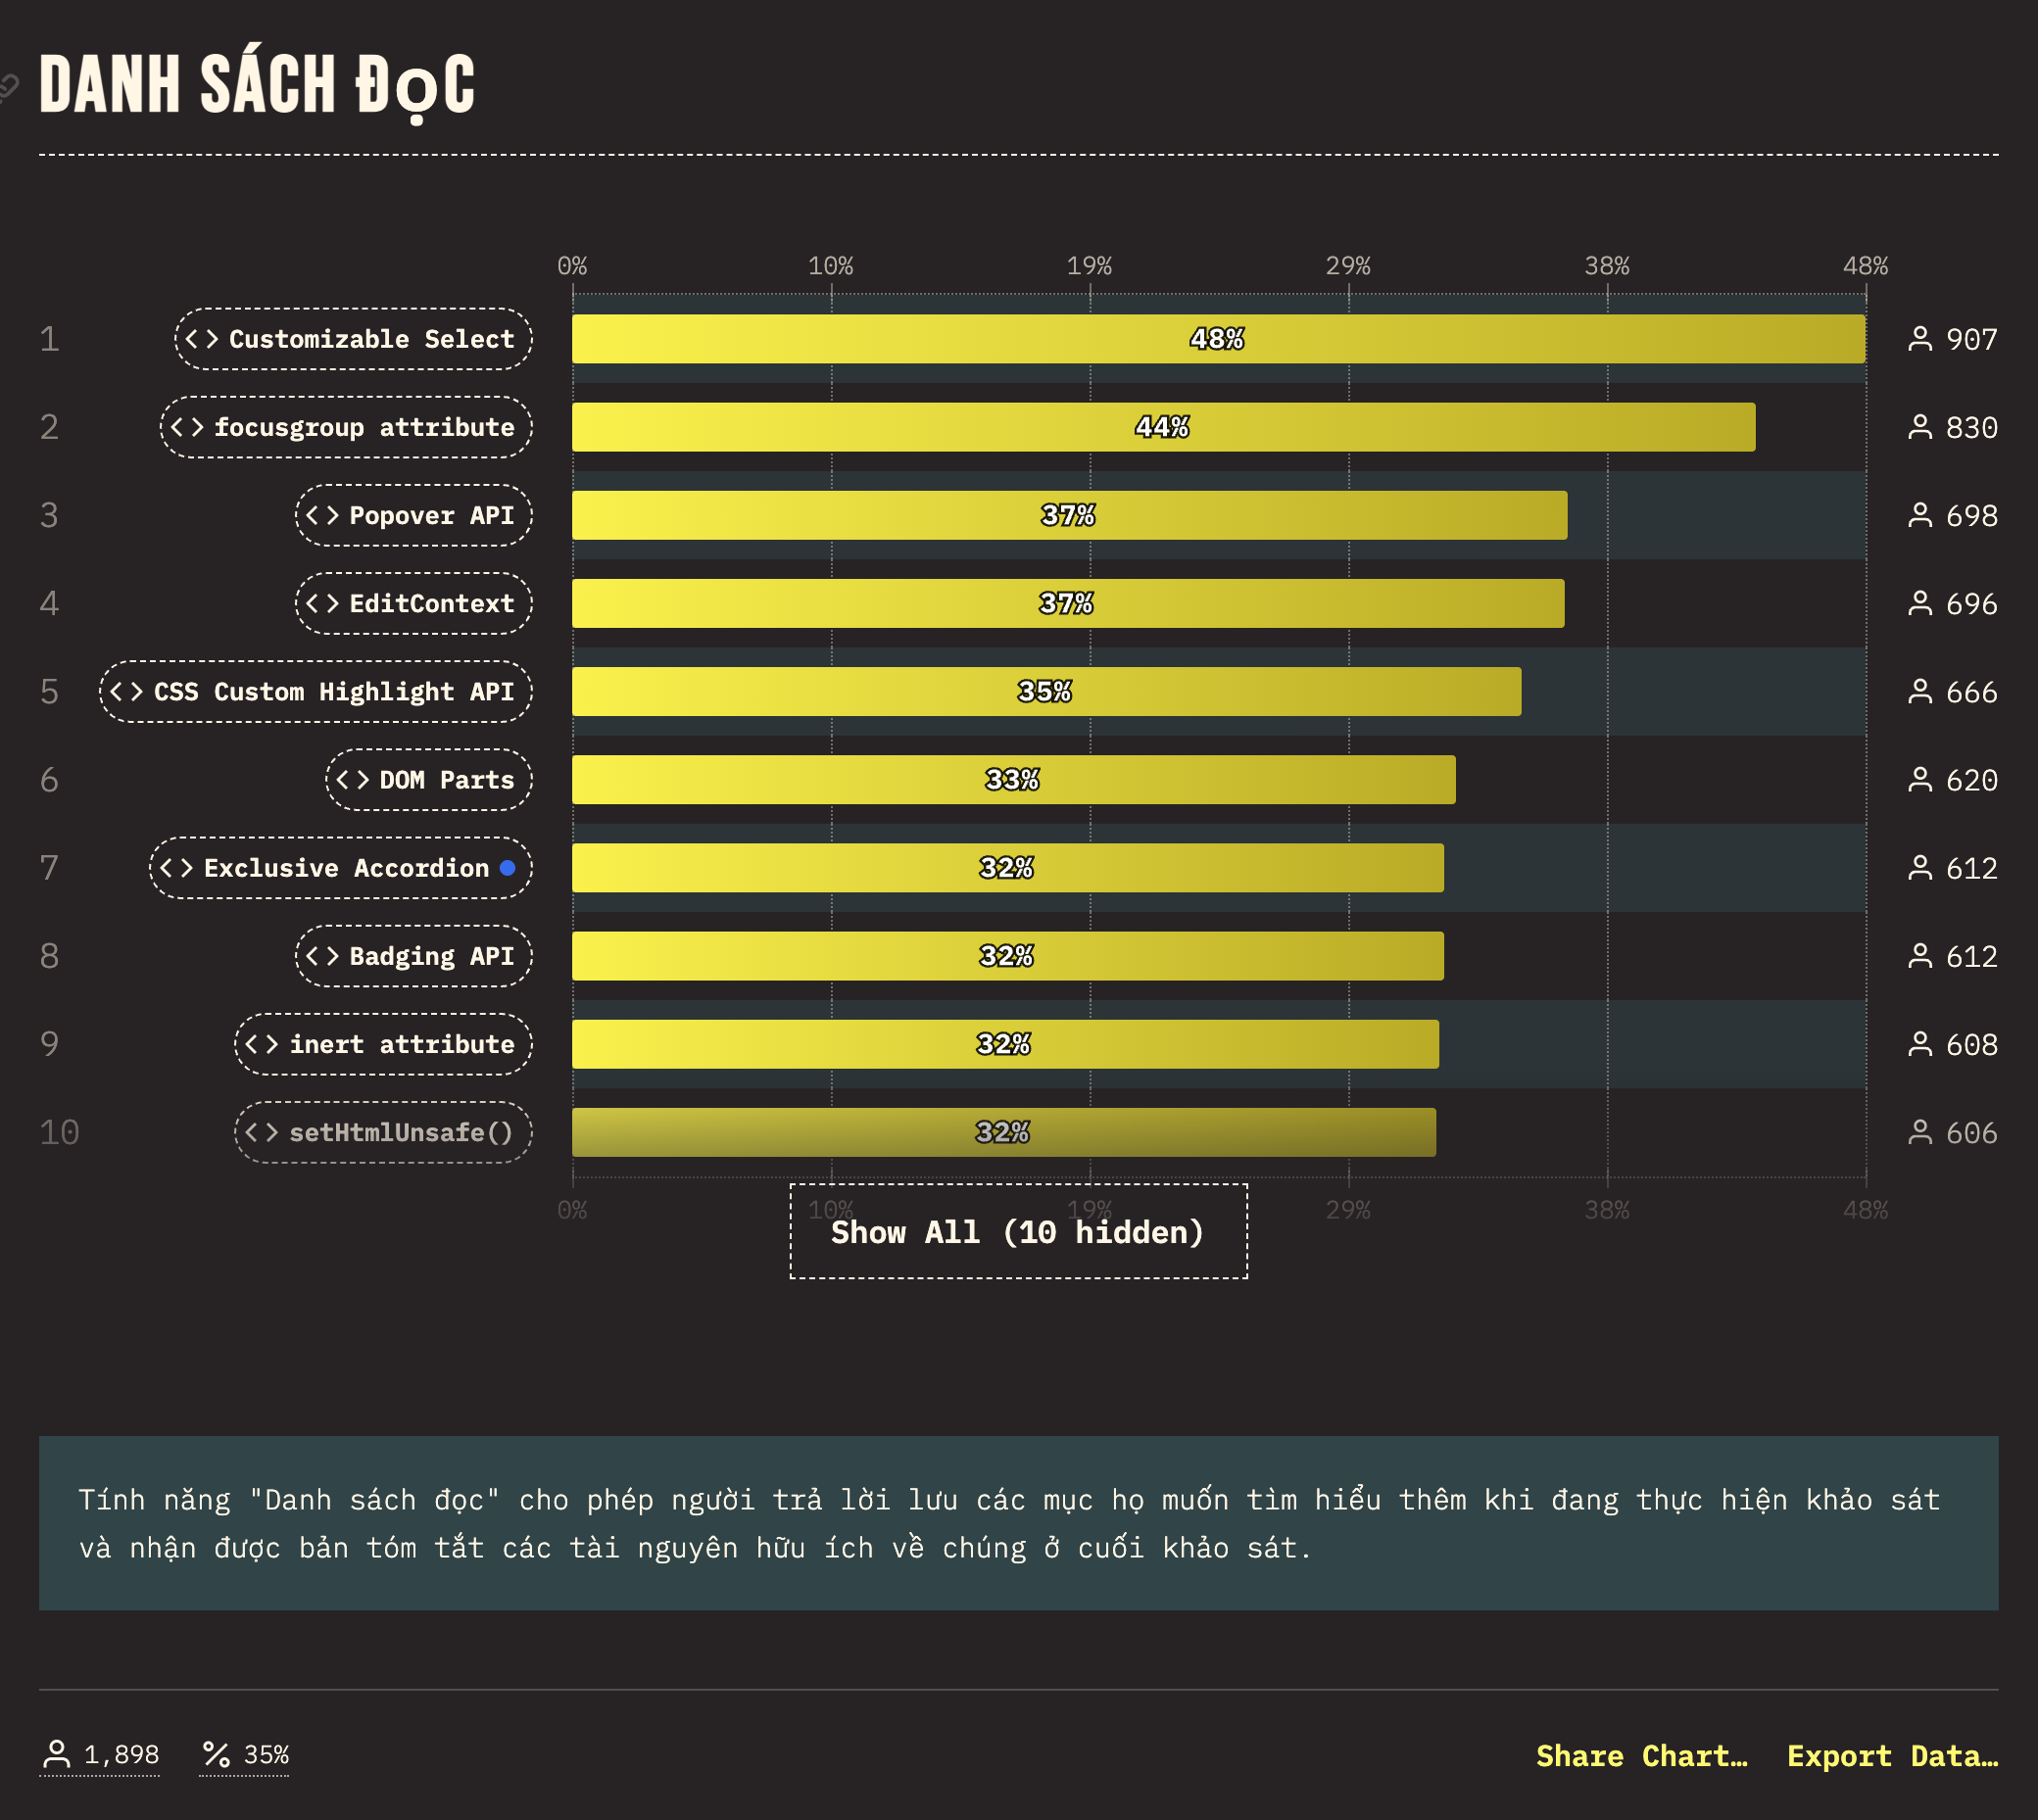 DANH SÁCH ĐỌC
0% 10% 19% 29% 38% 48%
1 <> Customizable Select 48% 907
2 <> focusgroup attribute 44% 830
3 <> Popover API 37% 698
4 <> EditContext 37% 696
5 <> CSS Custom Highlight API 35% 666
6 <> DOM Parts 33% 620
7 <> Exclusive Accordion 32% 612
8 <> Badging API 32% 612
9 <> inert attribute 32% 608
10 <> setHtmlUnsafe() 32% 606
0% 10% 19% 29% 38% 48%
Show All (10 hidden)
Tính năng "Danh sách đọc" cho phép người trả lời lưu các mục họ muốn tìm hiểu thêm khi đang thực hiện khảo sát
và nhận được bản tóm tắt các tài nguyên hữu ích về chúng ở cuối khảo sát.
1,898 % 35% Share Chart… Export Data…